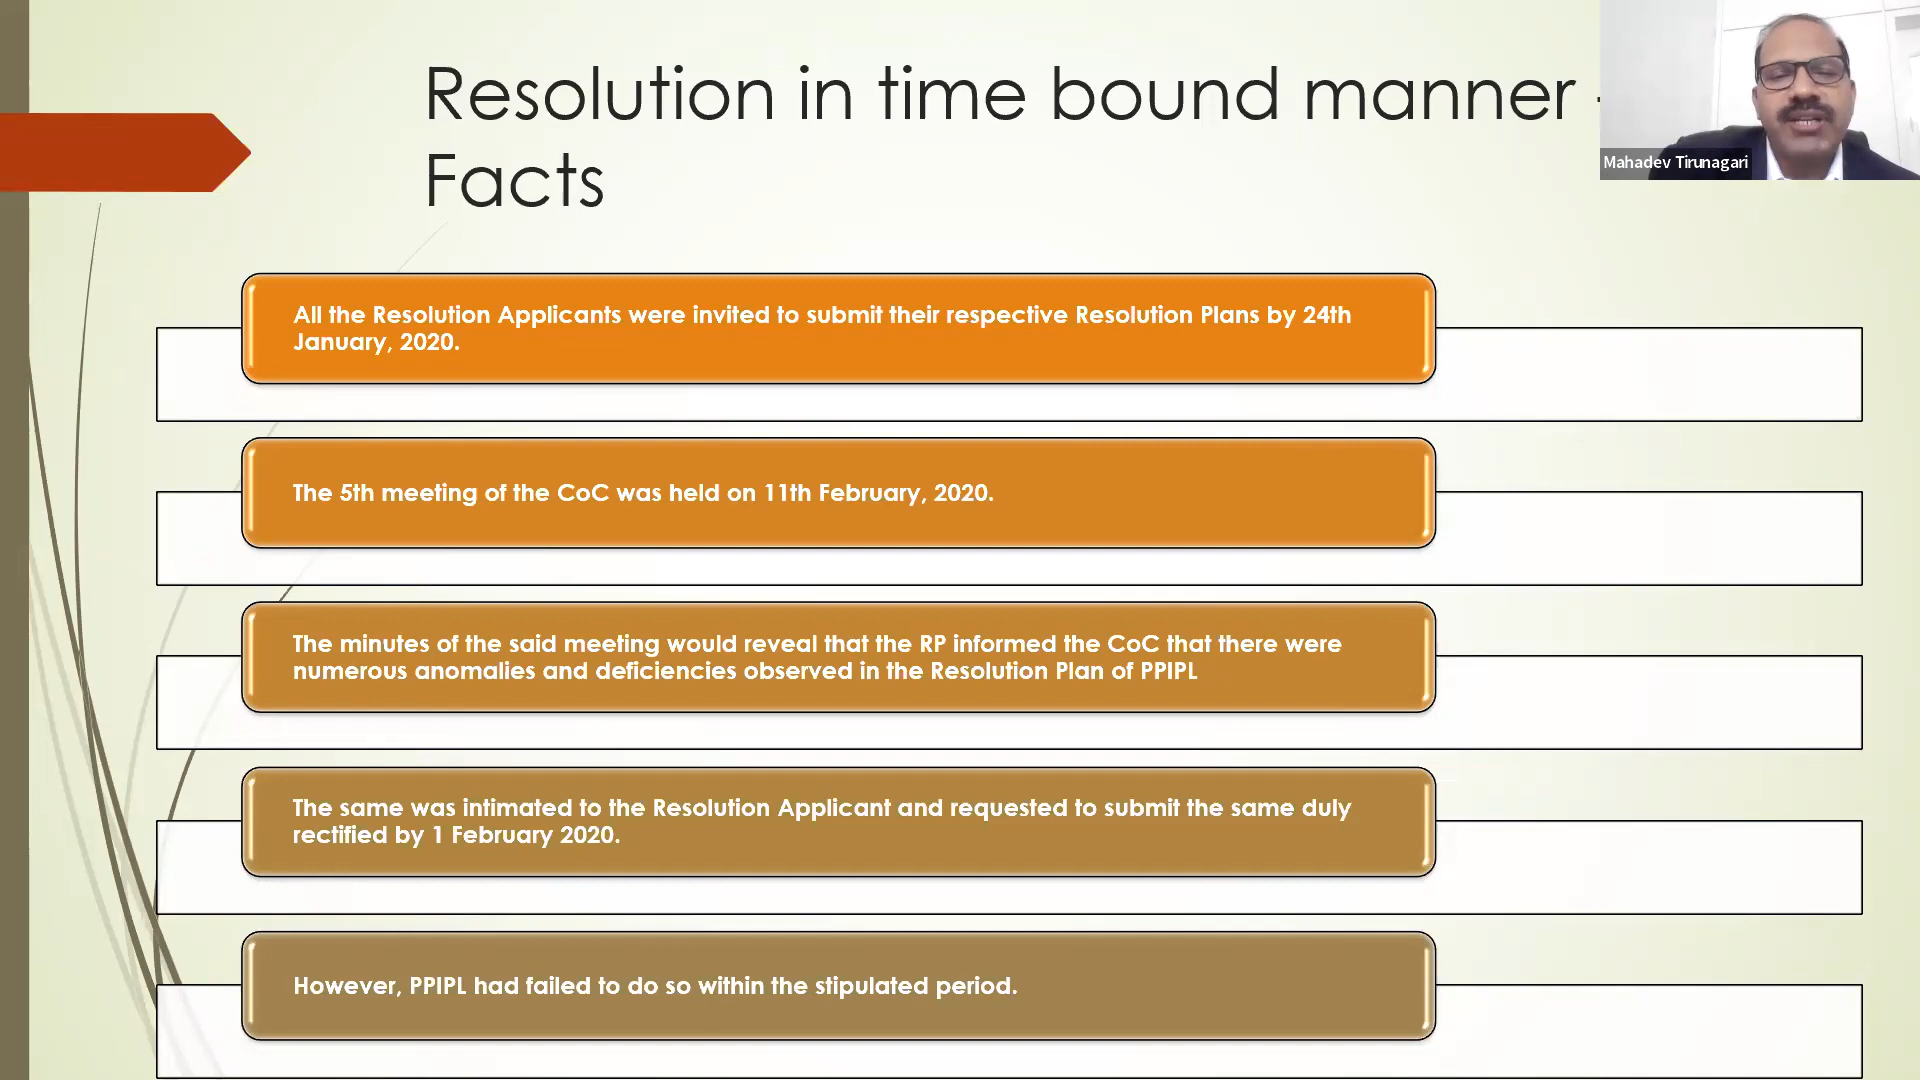 Resolution in time bound manner -
Facts
Mahadev Tirunagari
All the Resolution Applicants were invited to submit their respective Resolution Plans by 24th
January, 2020.
The 5th meeting of the CoC was held on 11th February, 2020.
The minutes of the said meeting would reveal that the RP informed the CoC that there were
numerous anomalies and deficiencies observed in the Resolution Plan of PPIPL
The same was intimated to the Resolution Applicant and requested to submit the same duly
rectified by 1 February 2020.
However, PPIPL had failed to do so within the stipulated period.